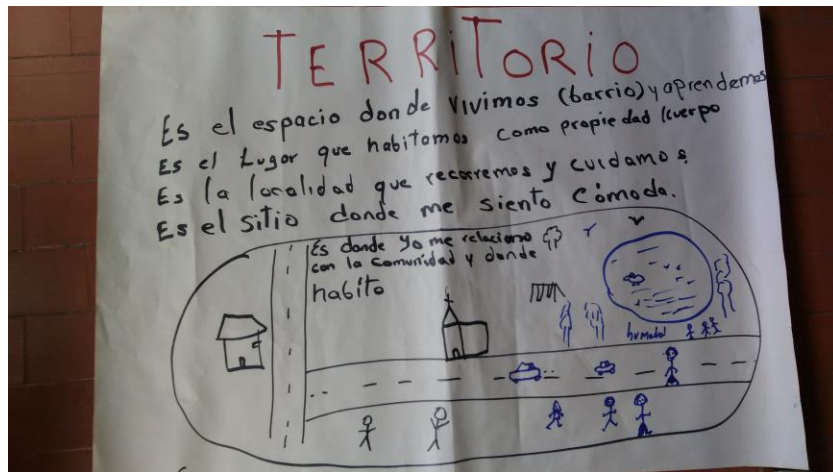 TERRiTORiO
Es el espacio donde vivimos (barrio) y aprendemos
Es el Lugar que habitamos como propiedad (cuerpo
Es la localidad que recorremos y cuidamos.
Es el sitio donde me siento Cómoda.
Es donde yo me relaciono
con la comunidad y donde
habito
humedal